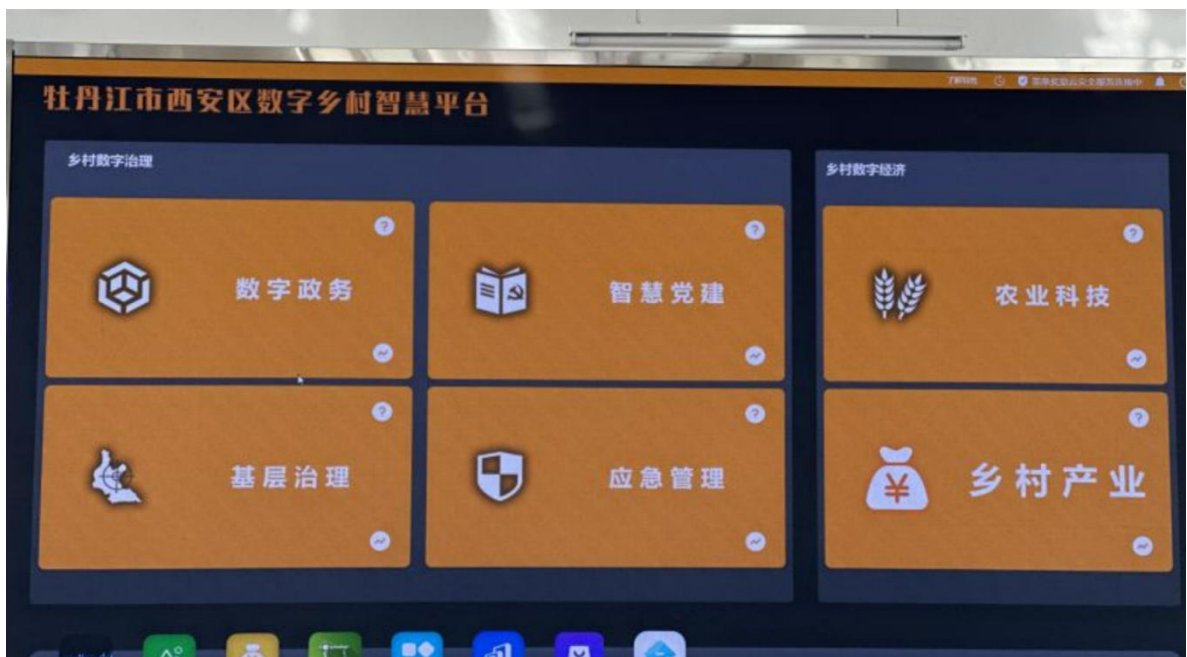 牡丹江市西安区数字乡村智慧平台
乡村数字治理
数字政务
智慧党建
基层治理
应急管理
乡村数字经济
农业科技
乡村产业